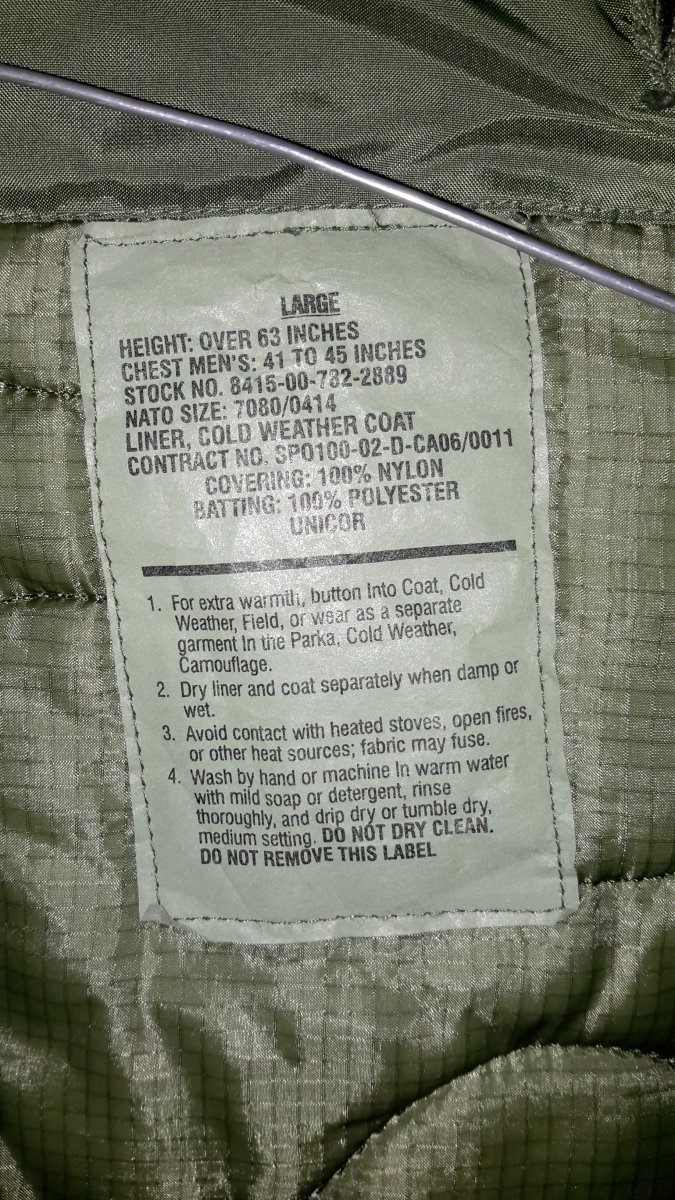 LARGE
HEIGHT: OVER 63 INCHES
CHEST MEN'S: 41 TO 45 INCHES
STOCK NO. 8415-00-782-2889
NATO SIZE: 7080/0414
LINER, COLD WEATHER COAT
CONTRACT NO. SPO100-02-D-CA06/0011
COVERING: 100% NYLON
BATTING: 100% POLYESTER
UNICOR
1. For extra warmth, button Into Coat, Cold
Weather, Field, or wear as a separate
garment In the Parka, Cold Weather,
Camouflage.
2. Dry liner and coat separately when damp or
wet.
3. Avoid contact with heated stoves, open fires,
or other heat sources; fabric may fuse.
4. Wash by hand or machine In warm water
with mild soap or detergent, rinse
thoroughly, and drip dry or tumble dry,
medium setting. DO NOT DRY CLEAN.
DO NOT REMOVE THIS LABEL